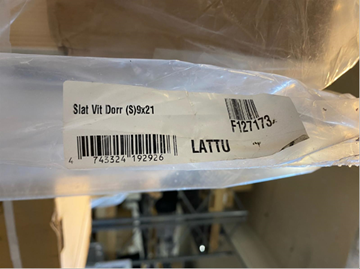 Slat Vit Dorr (S)9x21
F127173
4 743324 192926
LATTU